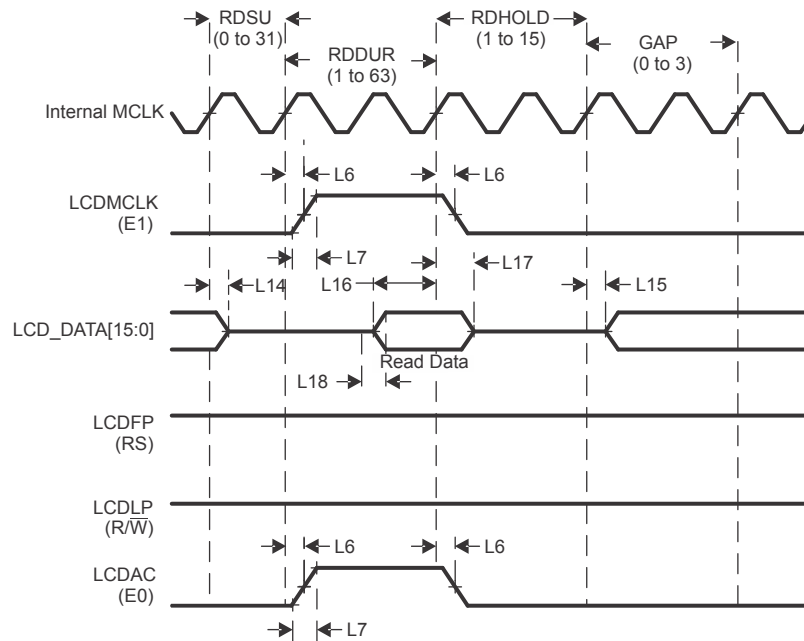 RDSU
(0 to 31)
RDDUR
(1 to 63)
RDHOLD
(1 to 15)
GAP
(0 to 3)
Internal MCLK
L6
L6
LCDMCLK
(E1)
L7
L14
L16
L17
L15
LCD_DATA[15:0]
Read Data
L18
LCDFP
(RS)
LCDLP
(R/W̅)
L6
L6
LCDAC
(E0)
L7